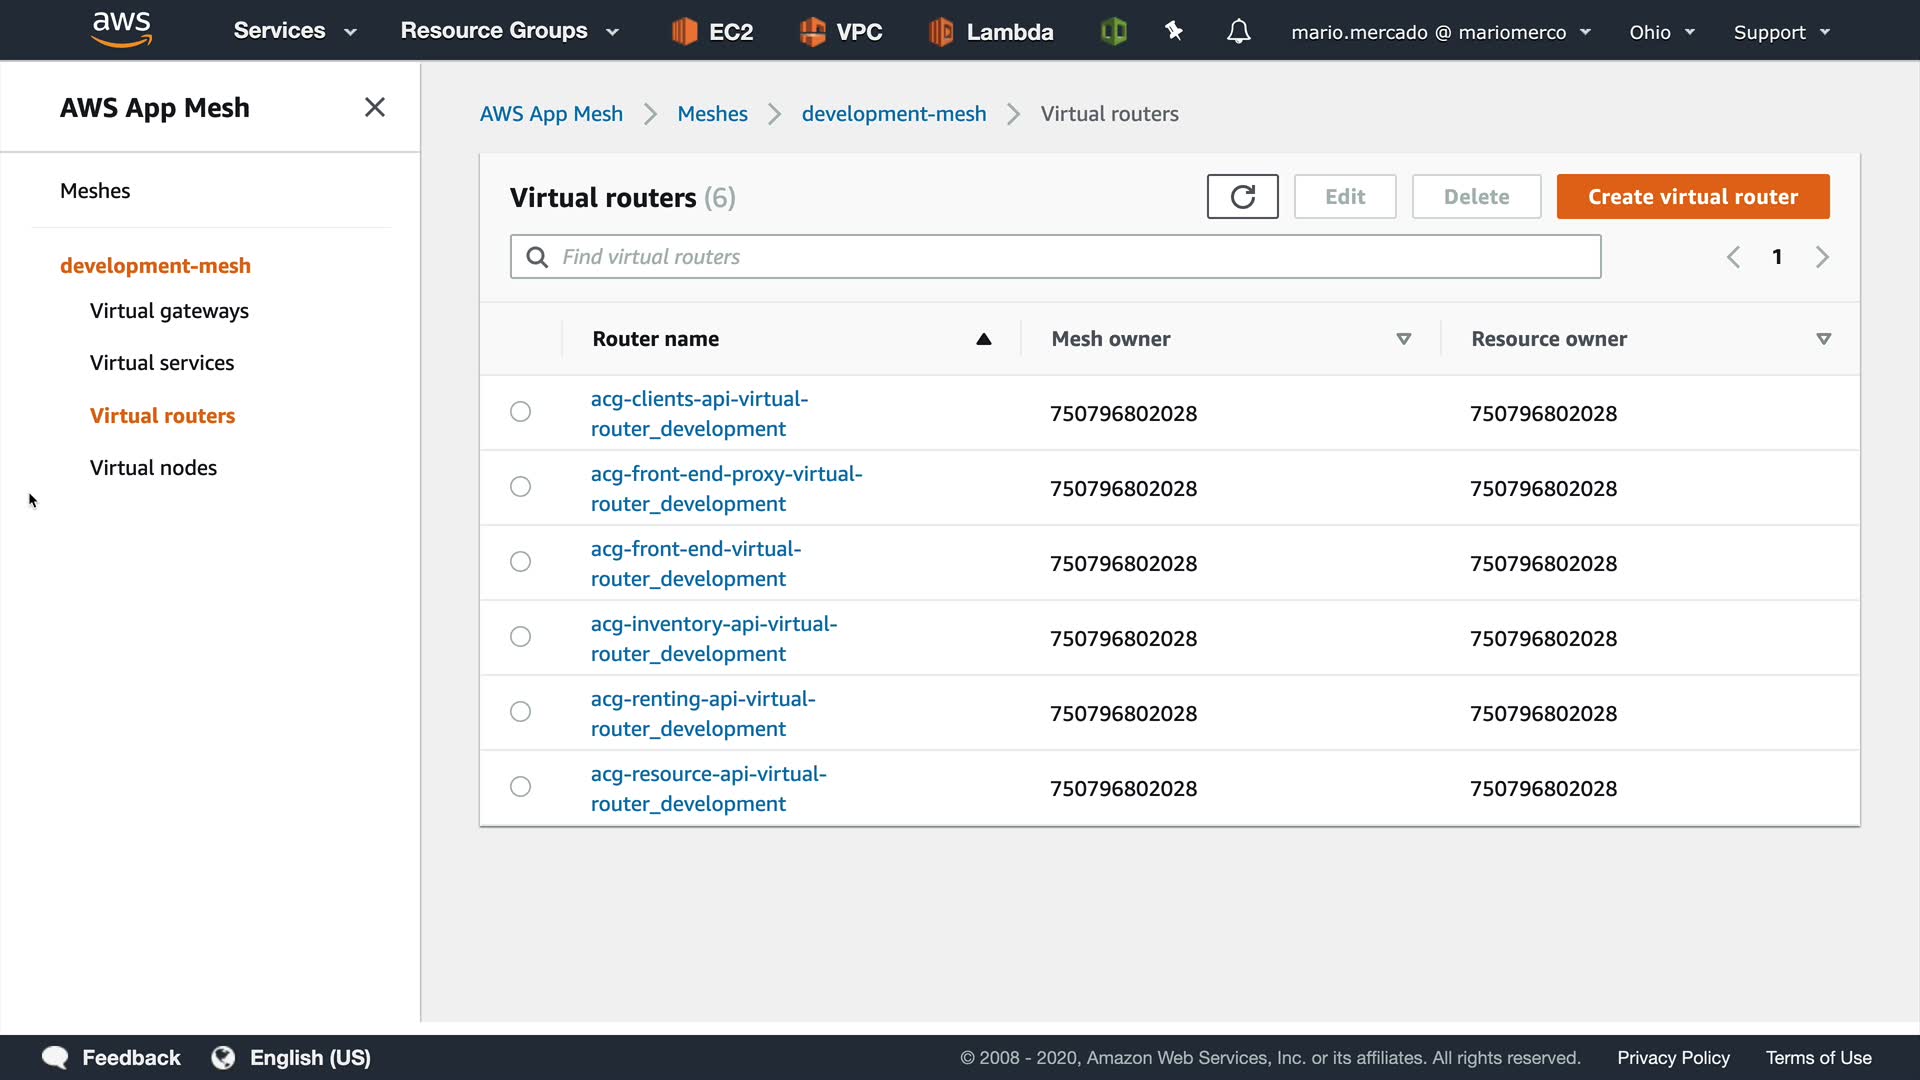 aws
Services
Resource Groups
EC2
VPC
Lambda
mario.mercado @ mariomerco
Ohio
Support
AWS App Mesh
Meshes
development-mesh
Virtual gateways
Virtual services
Virtual routers
Virtual nodes
AWS App Mesh
Meshes
development-mesh
Virtual routers
Virtual routers (6)
Edit
Delete
Create virtual router
Find virtual routers
1
Router name
Mesh owner
Resource owner
acg-clients-api-virtual-
router_development
750796802028
750796802028
acg-front-end-proxy-virtual-
router_development
750796802028
750796802028
acg-front-end-virtual-
router_development
750796802028
750796802028
acg-inventory-api-virtual-
router_development
750796802028
750796802028
acg-renting-api-virtual-
router_development
750796802028
750796802028
acg-resource-api-virtual-
router_development
750796802028
750796802028
Feedback
English (US)
© 2008 - 2020, Amazon Web Services, Inc. or its affiliates. All rights reserved.
Privacy Policy
Terms of Use